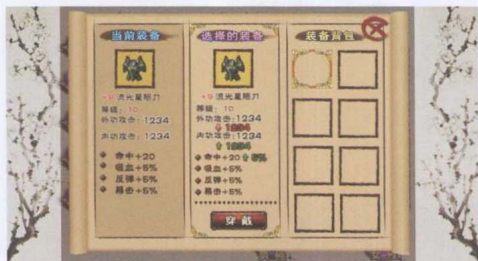 当前装备
流光星陨刀
等级：10
外功攻击：1234
内功攻击：1234
命中+20
吸血+5%
反弹+5%
暴击+5%
选择的装备
流光星陨刀
等级：10
外功攻击：1234
1234
内功攻击：1234
1234
命中+20 5%
吸血+5%
反弹+5%
暴击+5%
穿戴
装备背包